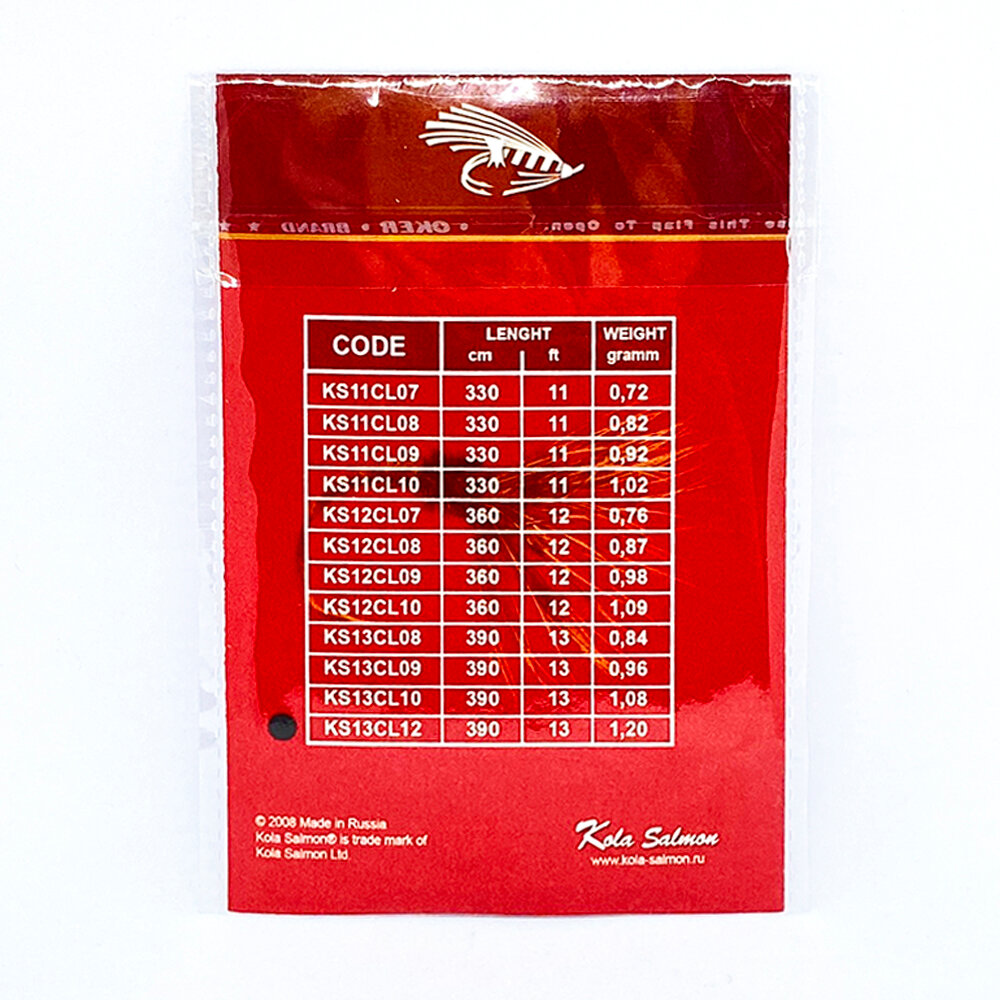 • OKER • BRAND ★ ★
This Flap To Open.
CODE LENGHT WEIGHT
cm ft gramm
KS11CL07 330 11 0,72
KS11CL08 330 11 0,82
KS11CL09 330 11 0,92
KS11CL10 330 11 1,02
KS12CL07 360 12 0,76
KS12CL08 360 12 0,87
KS12CL09 360 12 0,98
KS12CL10 360 12 1,09
KS13CL08 390 13 0,84
KS13CL09 390 13 0,96
KS13CL10 390 13 1,08
KS13CL12 390 13 1,20
© 2008 Made in Russia
Kola Salmon® is trade mark of
Kola Salmon Ltd.
Kola Salmon
www.kola-salmon.ru